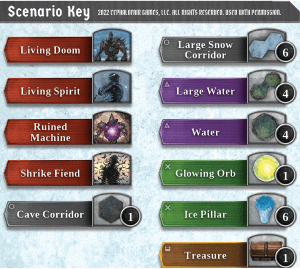 Scenario Key
2022 CEPHALOFAIR GAMES, LLC. ALL RIGHTS RESERVED. USED WITH PERMISSION.
Living Doom
Living Spirit
Ruined
Machine
Shrike Fiend
Cave Corridor
1
Large Snow
Corridor
6
Large Water
4
Water
4
Glowing Orb
1
Ice Pillar
6
Treasure
1